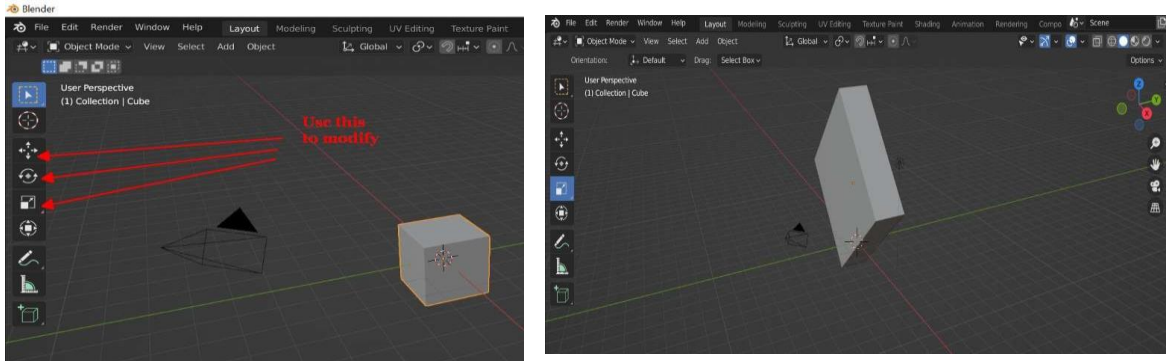 Blender
File Edit Render Window Help Layout Modeling Sculpting UV Editing Texture Paint
Object Mode View Select Add Object Global
User Perspective
(1) Collection | Cube
Use this
to modify
File Edit Render Window Help Layout Modeling Sculpting UV Editing Texture Paint Shading Animation Rendering Compo Scene
Object Mode View Select Add Object Global
Orientation: Default Drag: Select Box Options
User Perspective
(1) Collection | Cube
Z
Y
X